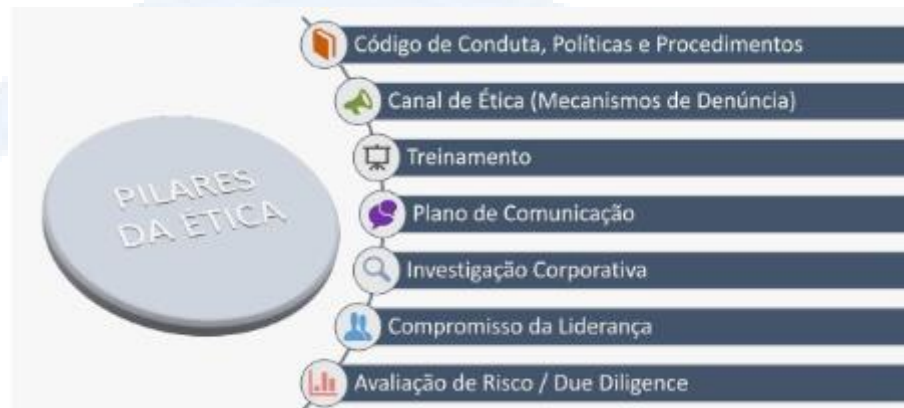 PILARES
DA ÉTICA
Código de Conduta, Políticas e Procedimentos
Canal de Ética (Mecanismos de Denúncia)
Treinamento
Plano de Comunicação
Investigação Corporativa
Compromisso da Liderança
Avaliação de Risco / Due Diligence